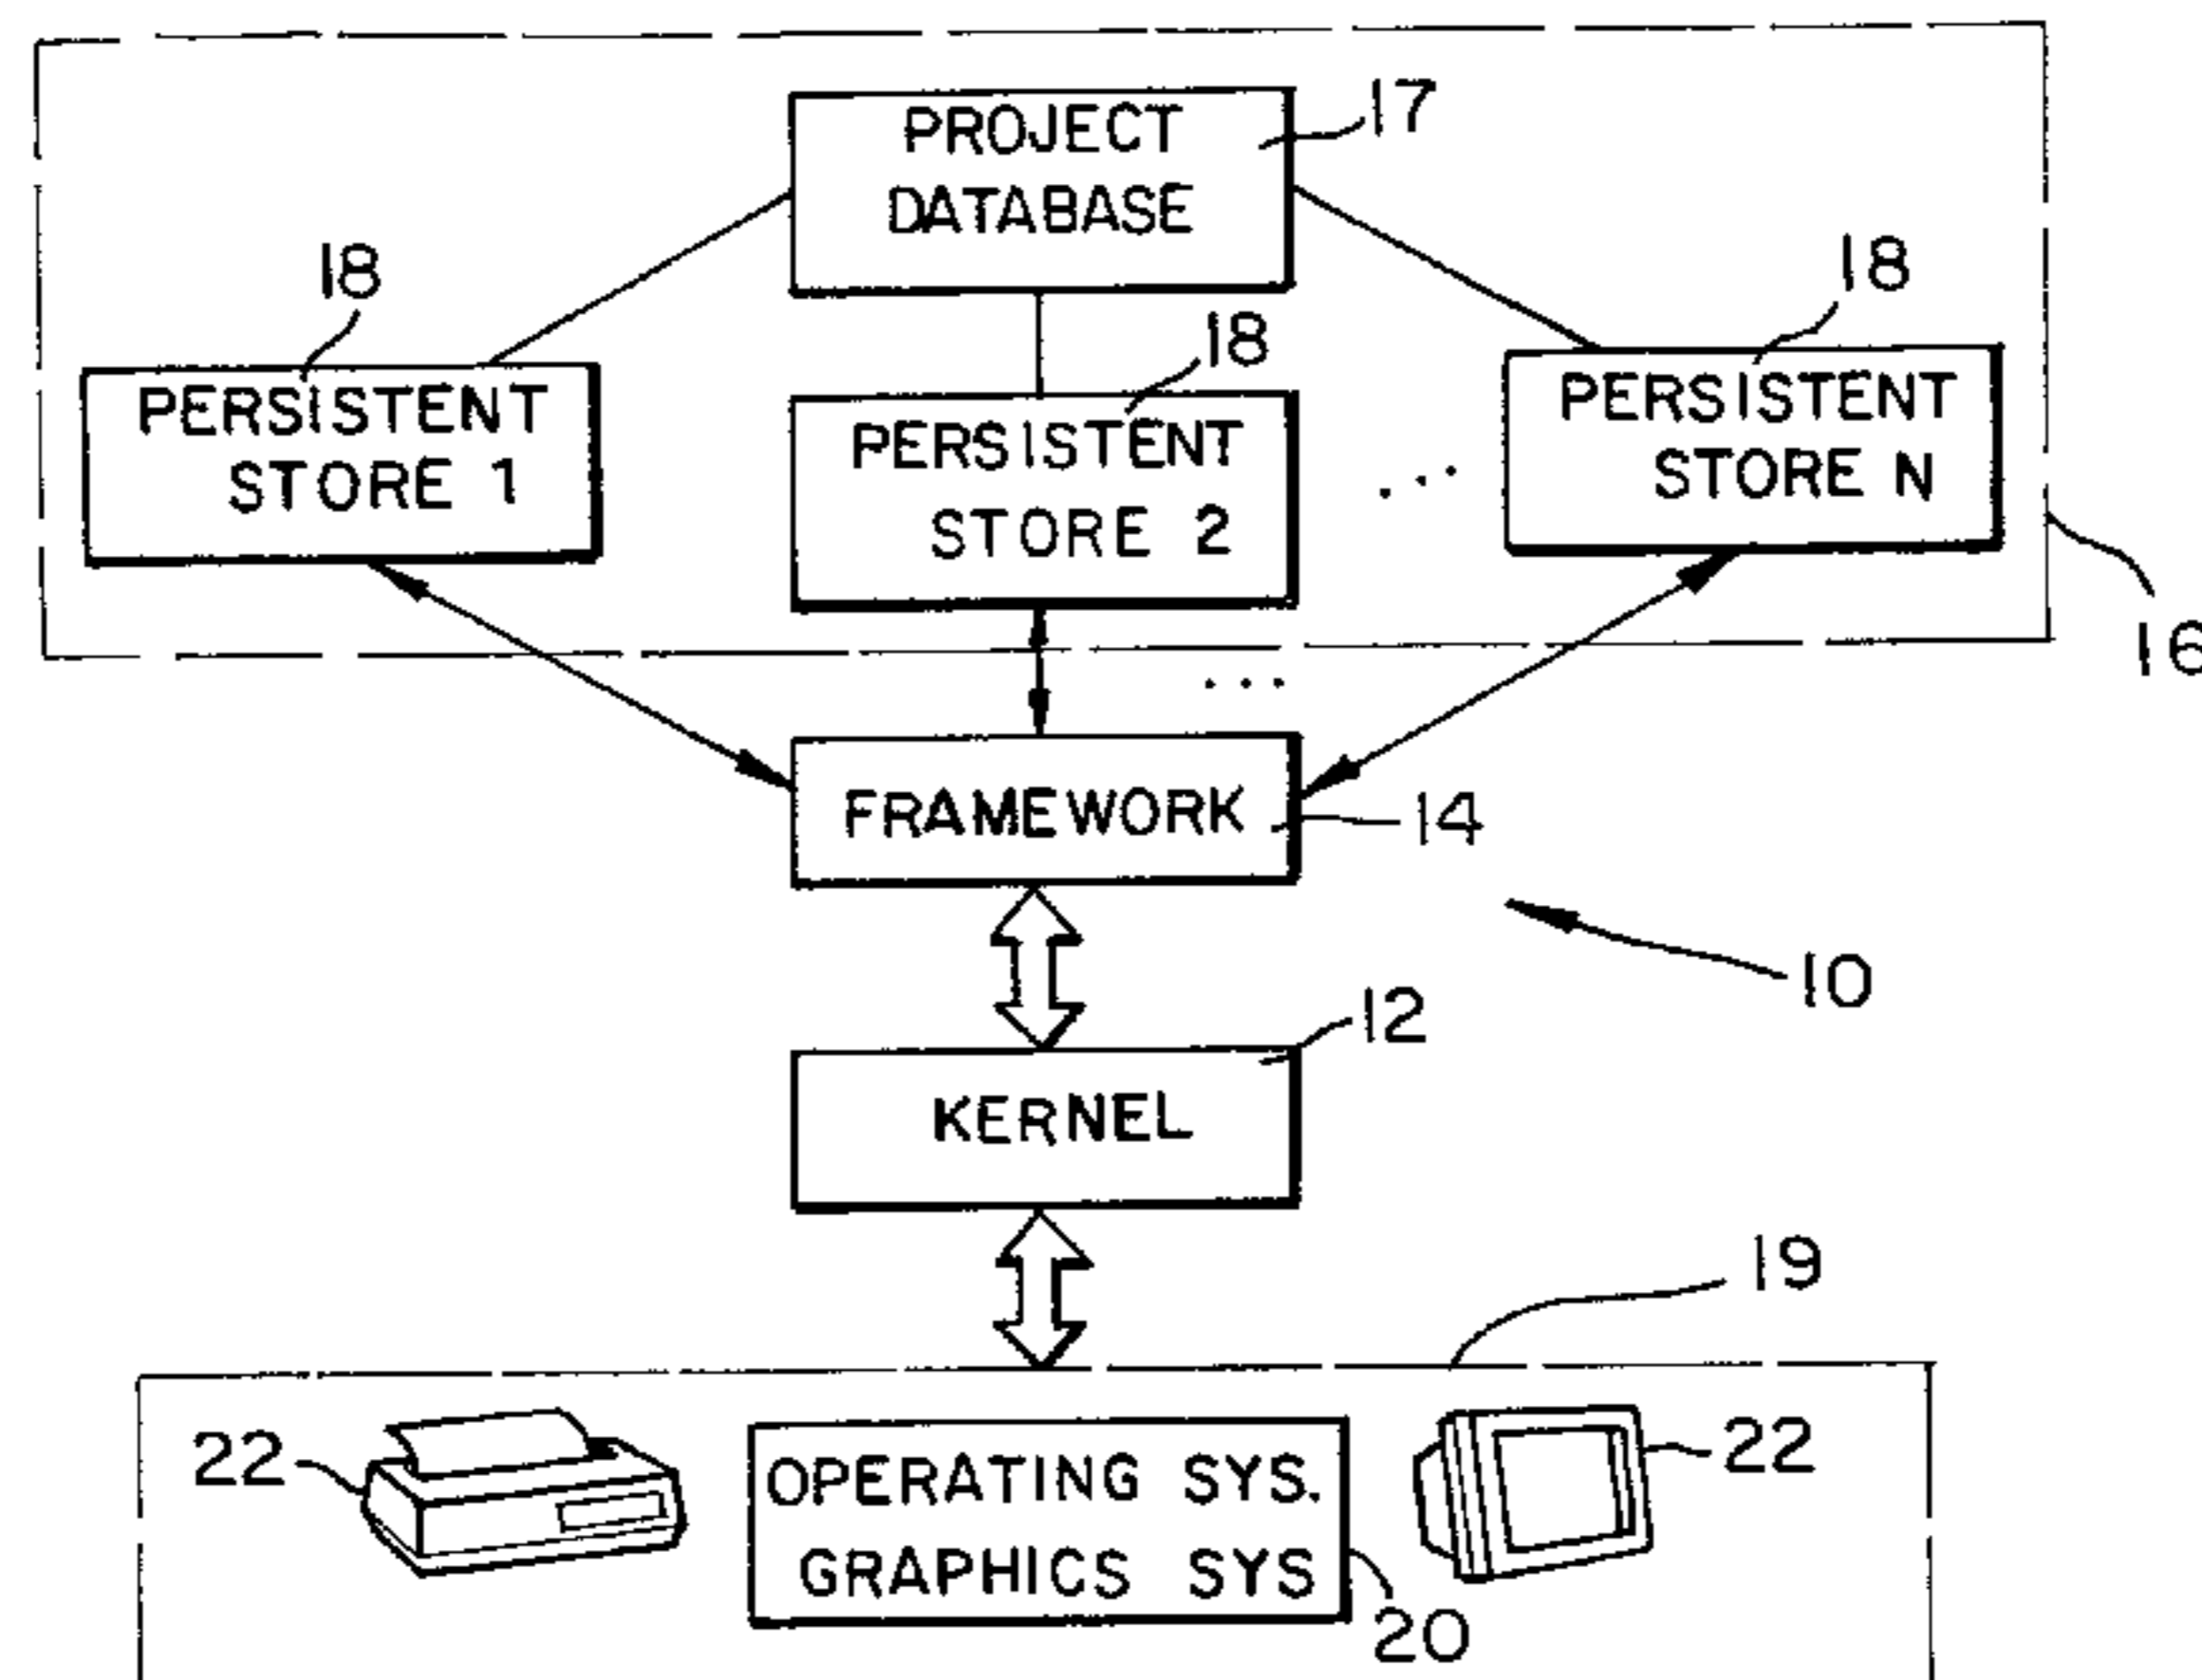 17
PROJECT
DATABASE
18
18
18
PERSISTENT
STORE 1
PERSISTENT
STORE 2
...
PERSISTENT
STORE N
16
...
FRAMEWORK
14
10
12
KERNEL
19
22
OPERATING SYS.
GRAPHICS SYS
22
20